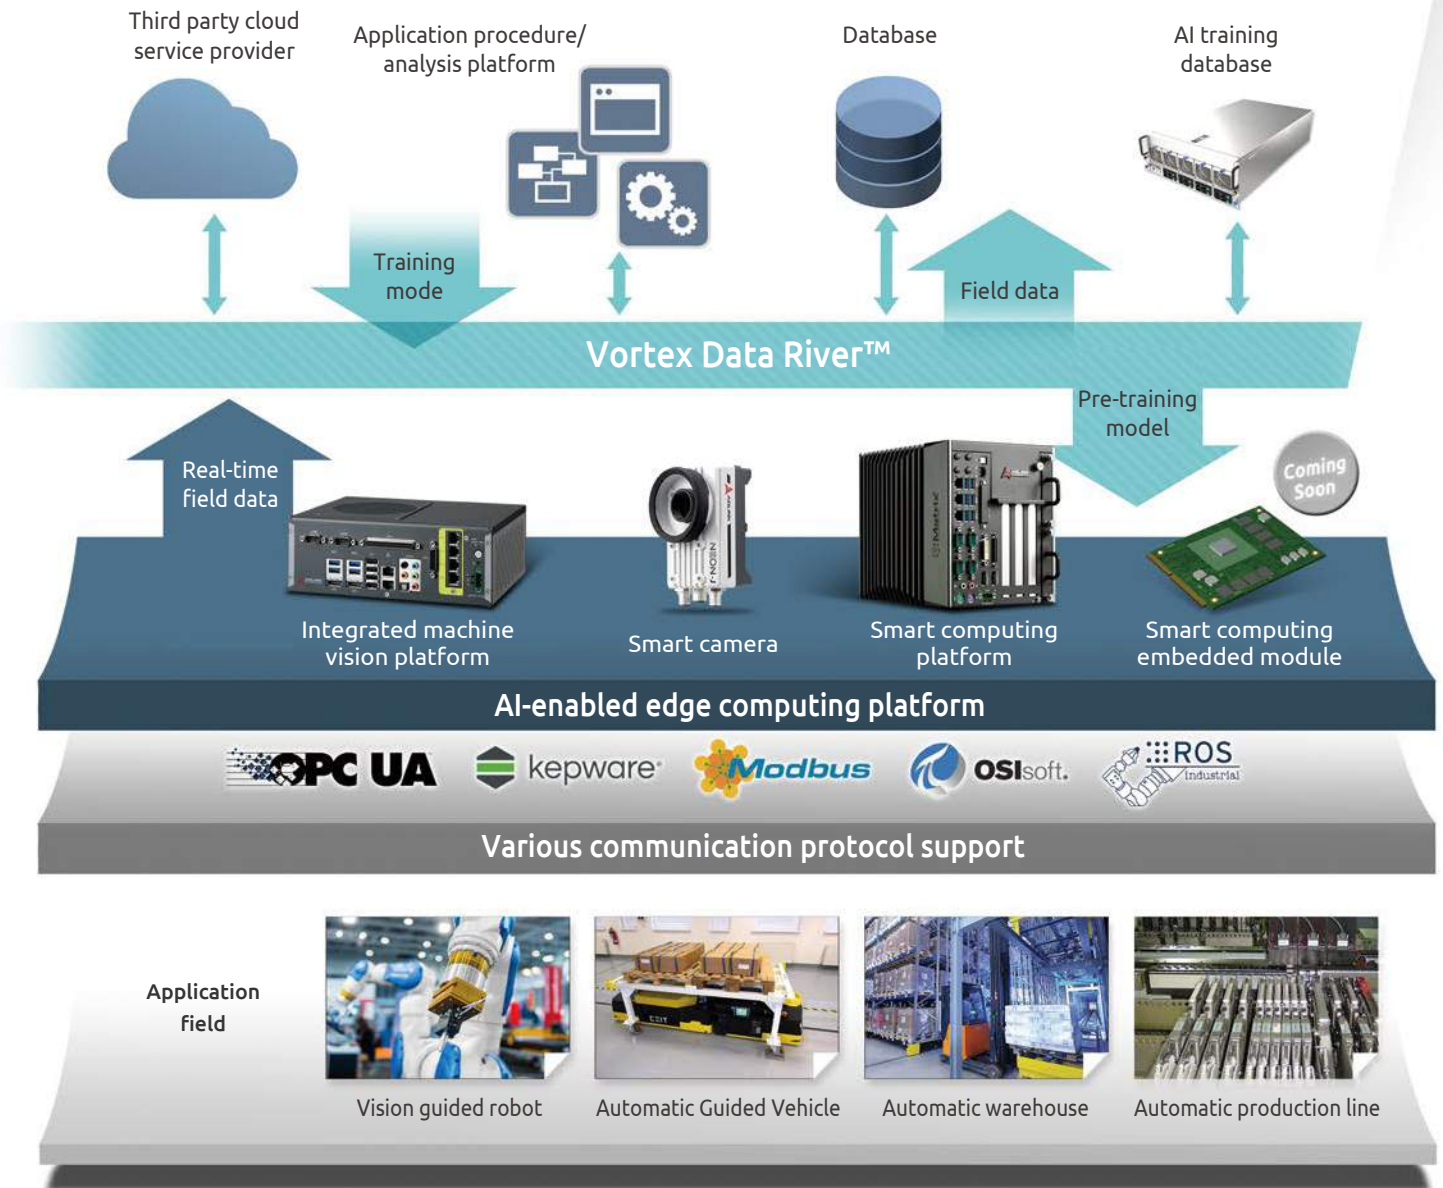 Third party cloud
service provider
Application procedure/
analysis platform
Database
AI training
database
Training
mode
Field data
Vortex Data River™
Pre-training
model
Real-time
field data
Coming
Soon
NEON-J
Matrix
Integrated machine
vision platform
Smart camera
Smart computing
platform
Smart computing
embedded module
AI-enabled edge computing platform
OPC UA
kepware
Modbus
OSIsoft.
ROS
Industrial
Various communication protocol support
Application
field
CEIT
Vision guided robot
Automatic Guided Vehicle
Automatic warehouse
Automatic production line